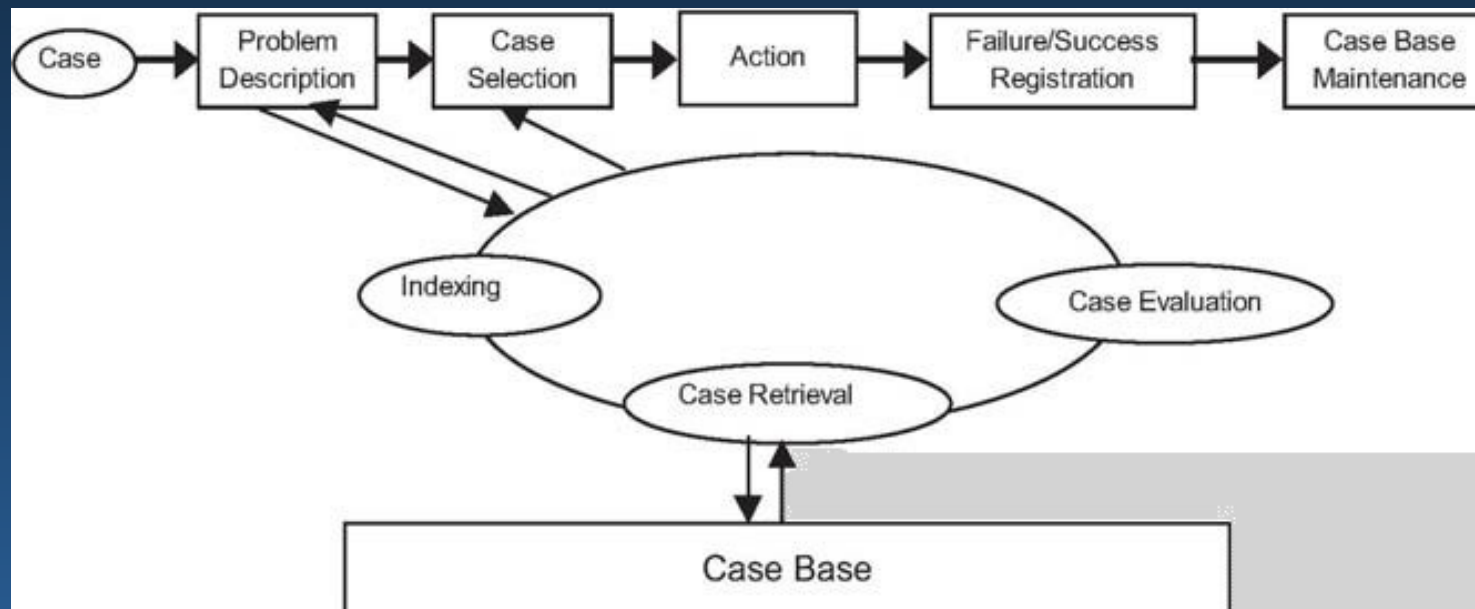 Case
Problem
Description
Case
Selection
Action
Failure/Success
Registration
Case Base
Maintenance
Indexing
Case Evaluation
Case Retrieval
Case Base